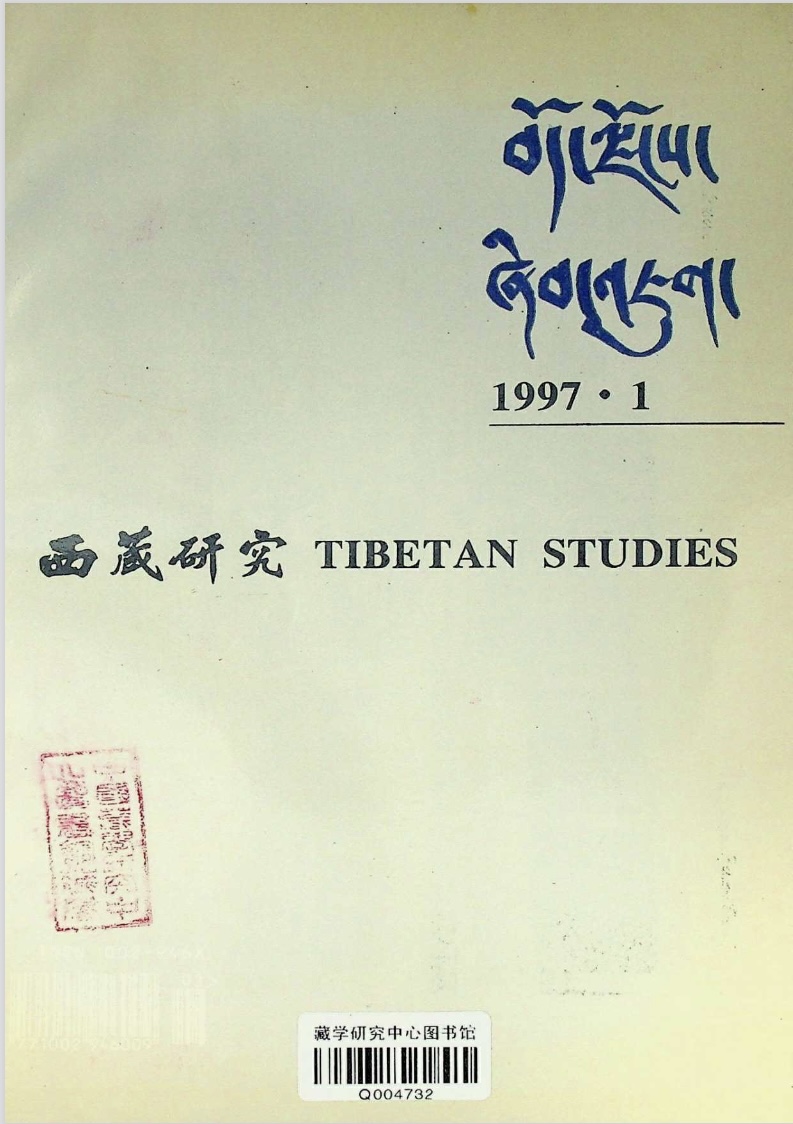 བོད་ལྗོངས་
ཞིབ་འཇུག
1997·1
西藏研究 TIBETAN STUDIES
藏学研究中心图书馆
Q004732